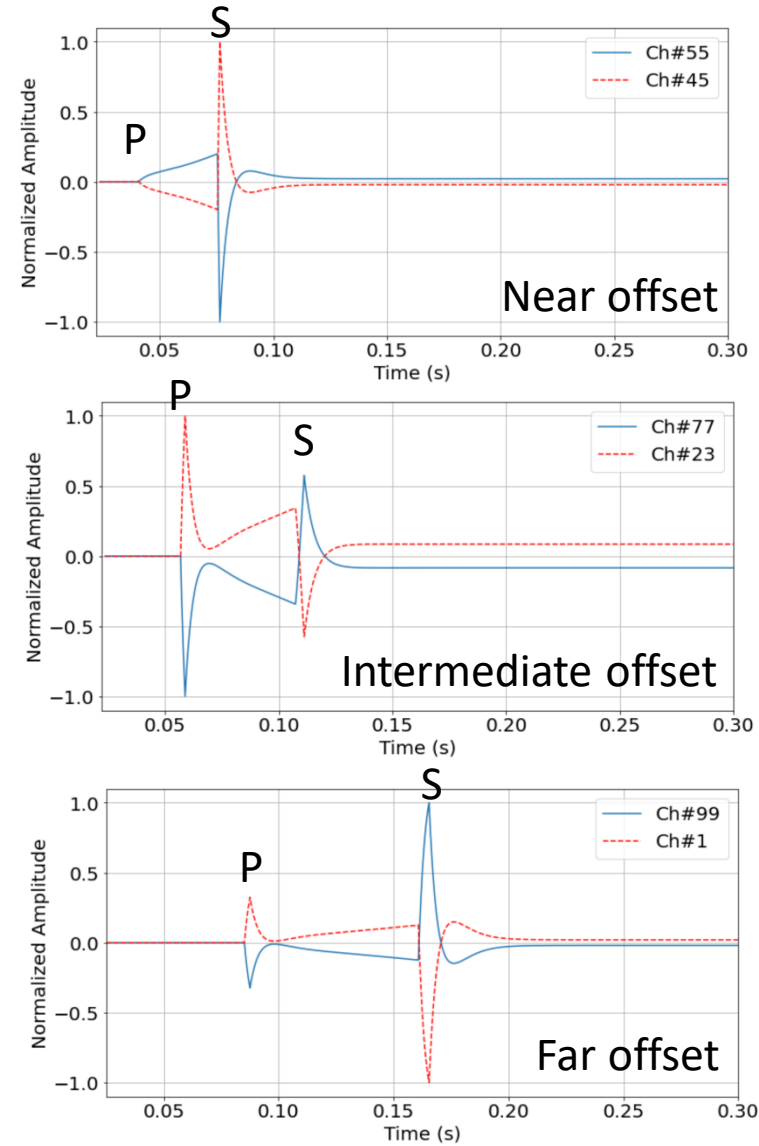 S
1.0
Ch#55
Ch#45
0.5
P
0.0
−0.5
−1.0
Normalized Amplitude
Near offset
0.05 0.10 0.15 0.20 0.25 0.30
Time (s)
P
1.0
Ch#77
Ch#23
S
0.5
0.0
−0.5
−1.0
Normalized Amplitude
Intermediate offset
0.05 0.10 0.15 0.20 0.25 0.30
Time (s)
S
1.0
Ch#99
Ch#1
P
0.5
0.0
−0.5
−1.0
Normalized Amplitude
Far offset
0.05 0.10 0.15 0.20 0.25 0.30
Time (s)